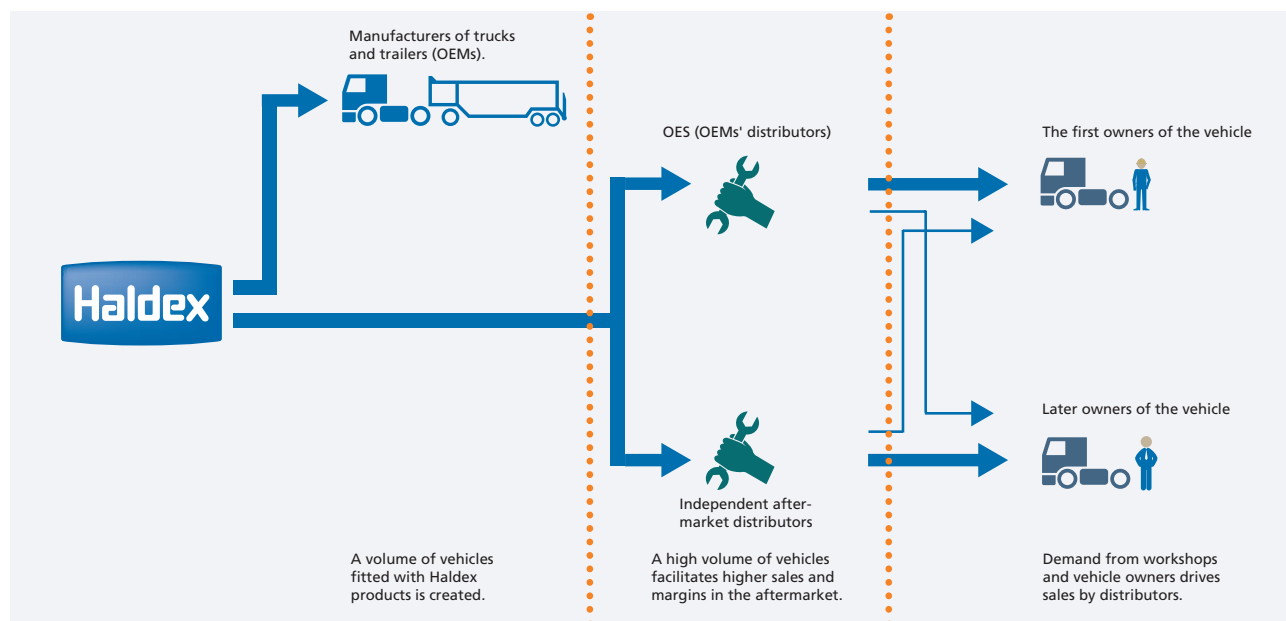 Manufacturers of trucks
and trailers (OEMs).
OES (OEMs' distributors)
The first owners of the vehicle
Haldex
Later owners of the vehicle
Independent after-
market distributors
A volume of vehicles
fitted with Haldex
products is created.
A high volume of vehicles
facilitates higher sales and
margins in the aftermarket.
Demand from workshops
and vehicle owners drives
sales by distributors.